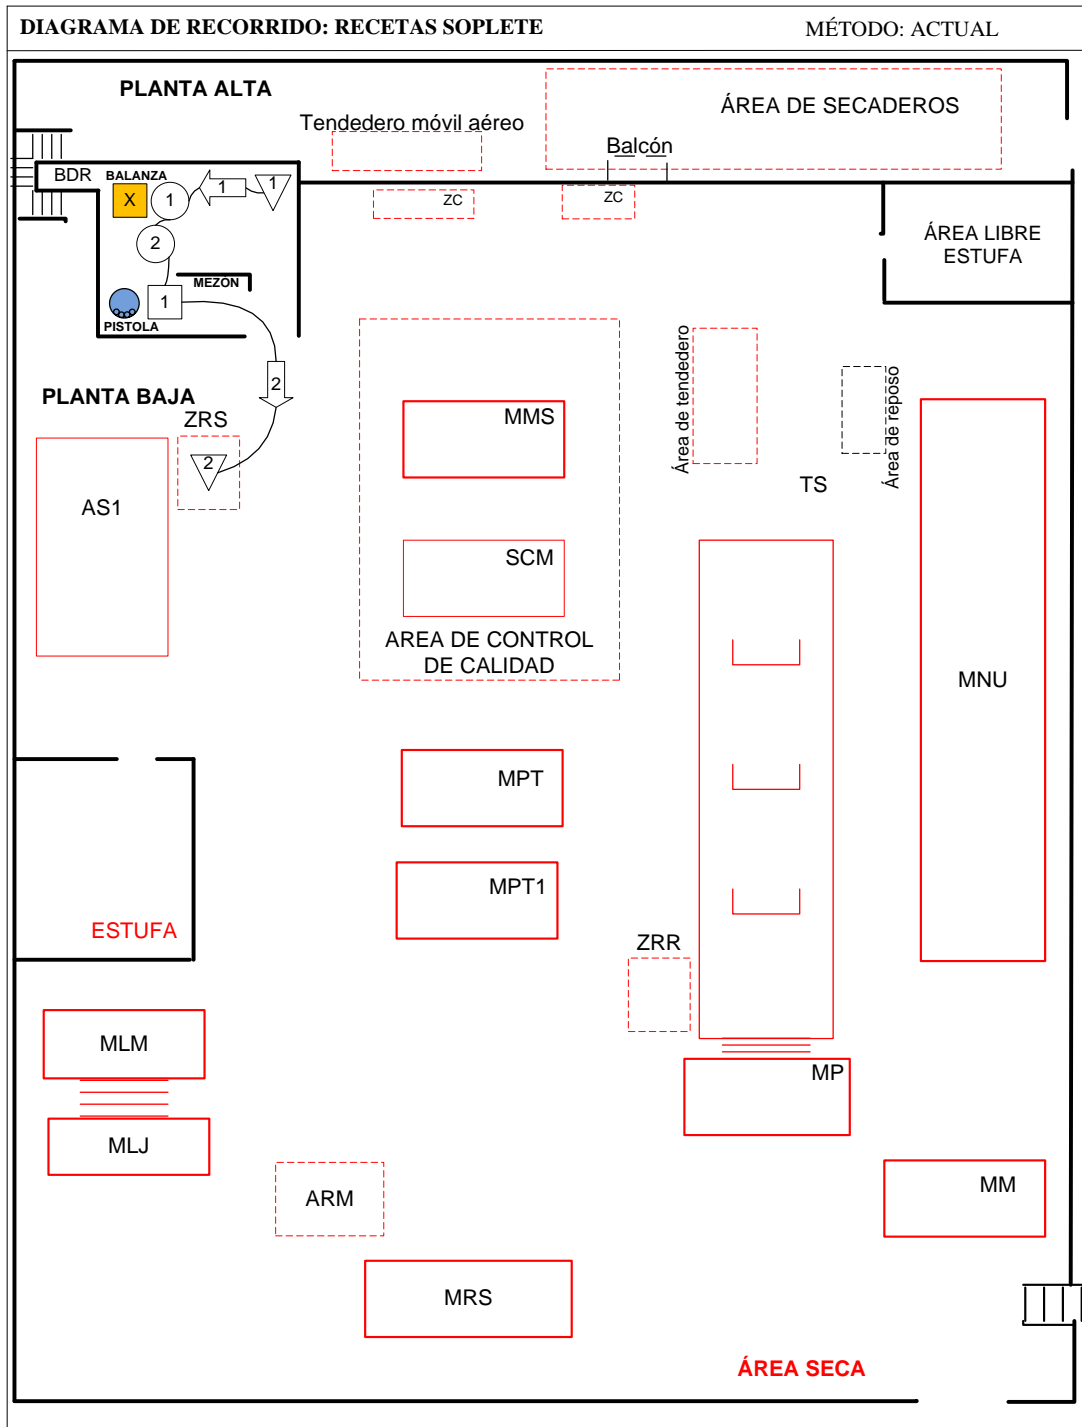 DIAGRAMA DE RECORRIDO: RECETAS SOPLETE
MÉTODO: ACTUAL
PLANTA ALTA
ÁREA DE SECADEROS
Tendedero móvil aéreo
Balcón
BDR
BALANZA
X
1
1
1
ZC
ZC
2
ÁREA LIBRE
ESTUFA
MEZÓN
1
PISTOLA
2
PLANTA BAJA
ZRS
2
AS1
MMS
Área de tendedero
Área de reposo
TS
SCM
AREA DE CONTROL
DE CALIDAD
MNU
MPT
MPT1
ESTUFA
ZRR
MLM
MP
MLJ
ARM
MM
MRS
ÁREA SECA